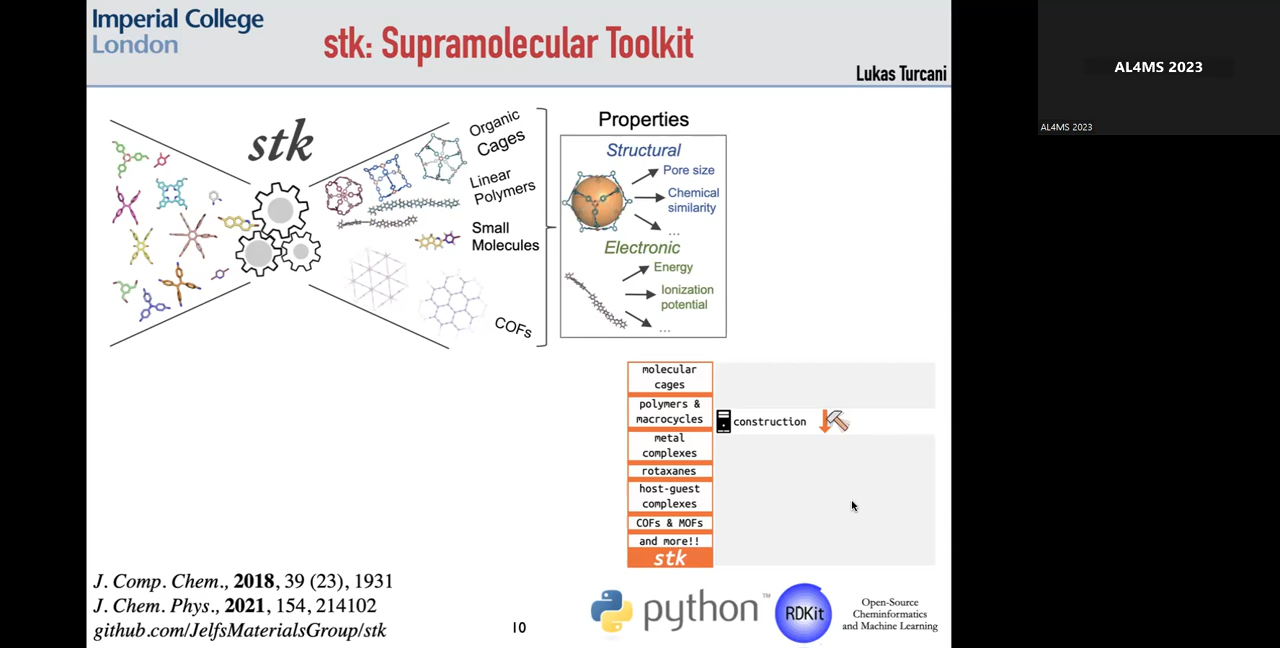 Imperial College
London
stk: Supramolecular Toolkit
Lukas Turcani
AL4MS 2023
AL4MS 2023
stk
Organic
Cages
Linear
Polymers
Small
Molecules
COFs
Properties
Structural
Pore size
Chemical
similarity
...
Electronic
Energy
Ionization
potential
...
molecular
cages
polymers &
macrocycles
metal
complexes
rotaxanes
host-guest
complexes
COFs & MOFs
and more!!
stk
construction
J. Comp. Chem., 2018, 39 (23), 1931
J. Chem. Phys., 2021, 154, 214102
github.com/JelfsMaterialsGroup/stk
10
python™
RDKit
Open-Source
Cheminformatics
and Machine Learning